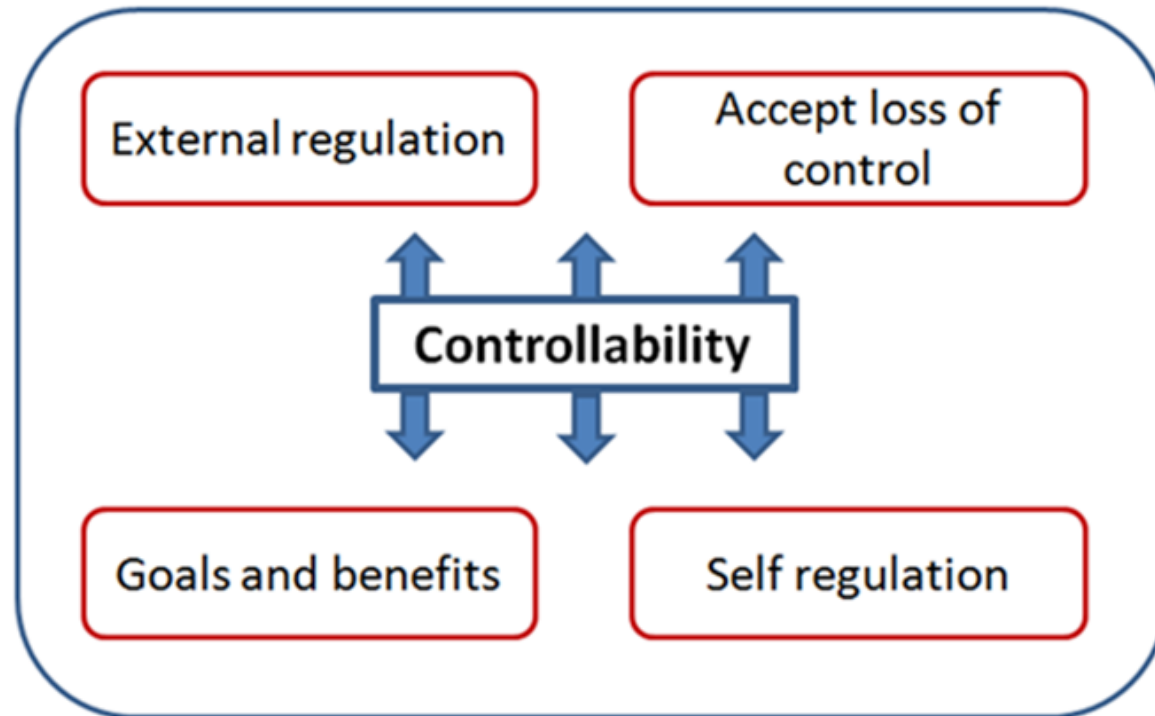 External regulation
Accept loss of
control
Controllability
Goals and benefits
Self regulation